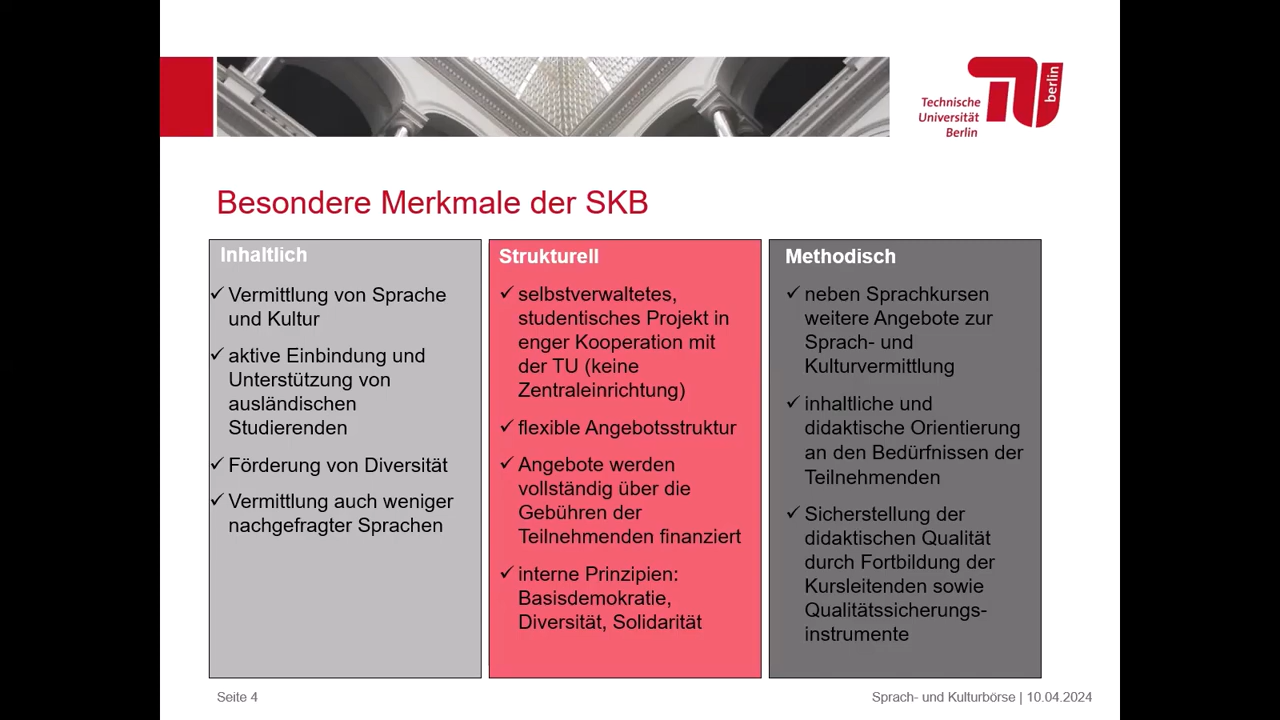 Technische
Universität
Berlin
berlin
Besondere Merkmale der SKB
Inhaltlich
✓ Vermittlung von Sprache
und Kultur
✓ aktive Einbindung und
Unterstützung von
ausländischen
Studierenden
✓ Förderung von Diversität
✓ Vermittlung auch weniger
nachgefragter Sprachen
Strukturell
✓ selbstverwaltetes,
studentisches Projekt in
enger Kooperation mit
der TU (keine
Zentraleinrichtung)
✓ flexible Angebotsstruktur
✓ Angebote werden
vollständig über die
Gebühren der
Teilnehmenden finanziert
✓ interne Prinzipien:
Basisdemokratie,
Diversität, Solidarität
Methodisch
✓ neben Sprachkursen
weitere Angebote zur
Sprach- und
Kulturvermittlung
✓ inhaltliche und
didaktische Orientierung
an den Bedürfnissen der
Teilnehmenden
✓ Sicherstellung der
didaktischen Qualität
durch Fortbildung der
Kursleitenden sowie
Qualitätssicherungs-
instrumente
Seite 4
Sprach- und Kulturbörse | 10.04.2024